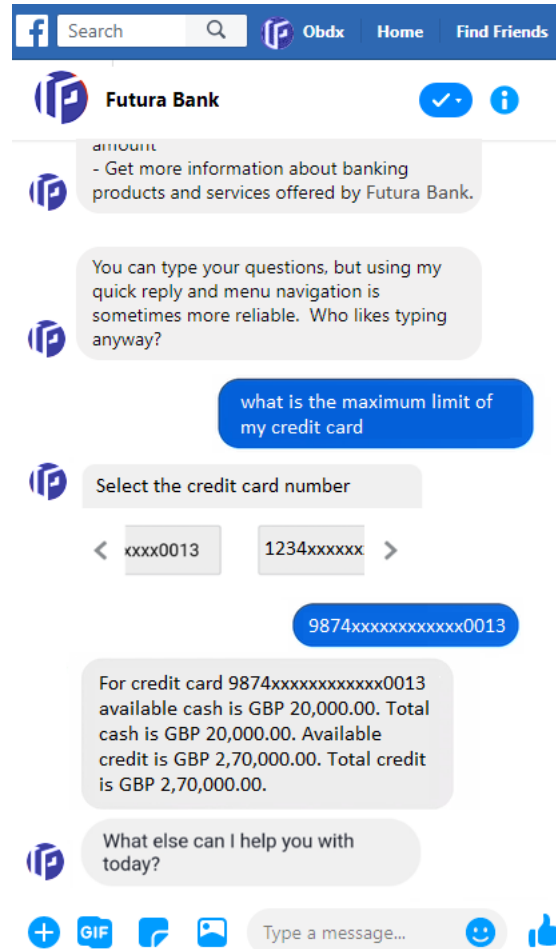 f Search Obdx Home Find Friends
Futura Bank
amount
- Get more information about banking
products and services offered by Futura Bank.
You can type your questions, but using my
quick reply and menu navigation is
sometimes more reliable.  Who likes typing
anyway?
what is the maximum limit of
my credit card
Select the credit card number
xxxx0013 1234xxxxxx
9874xxxxxxxxxxxx0013
For credit card 9874xxxxxxxxxxxx0013
available cash is GBP 20,000.00. Total
cash is GBP 20,000.00. Available
credit is GBP 2,70,000.00. Total credit
is GBP 2,70,000.00.
What else can I help you with
today?
GIF Type a message...